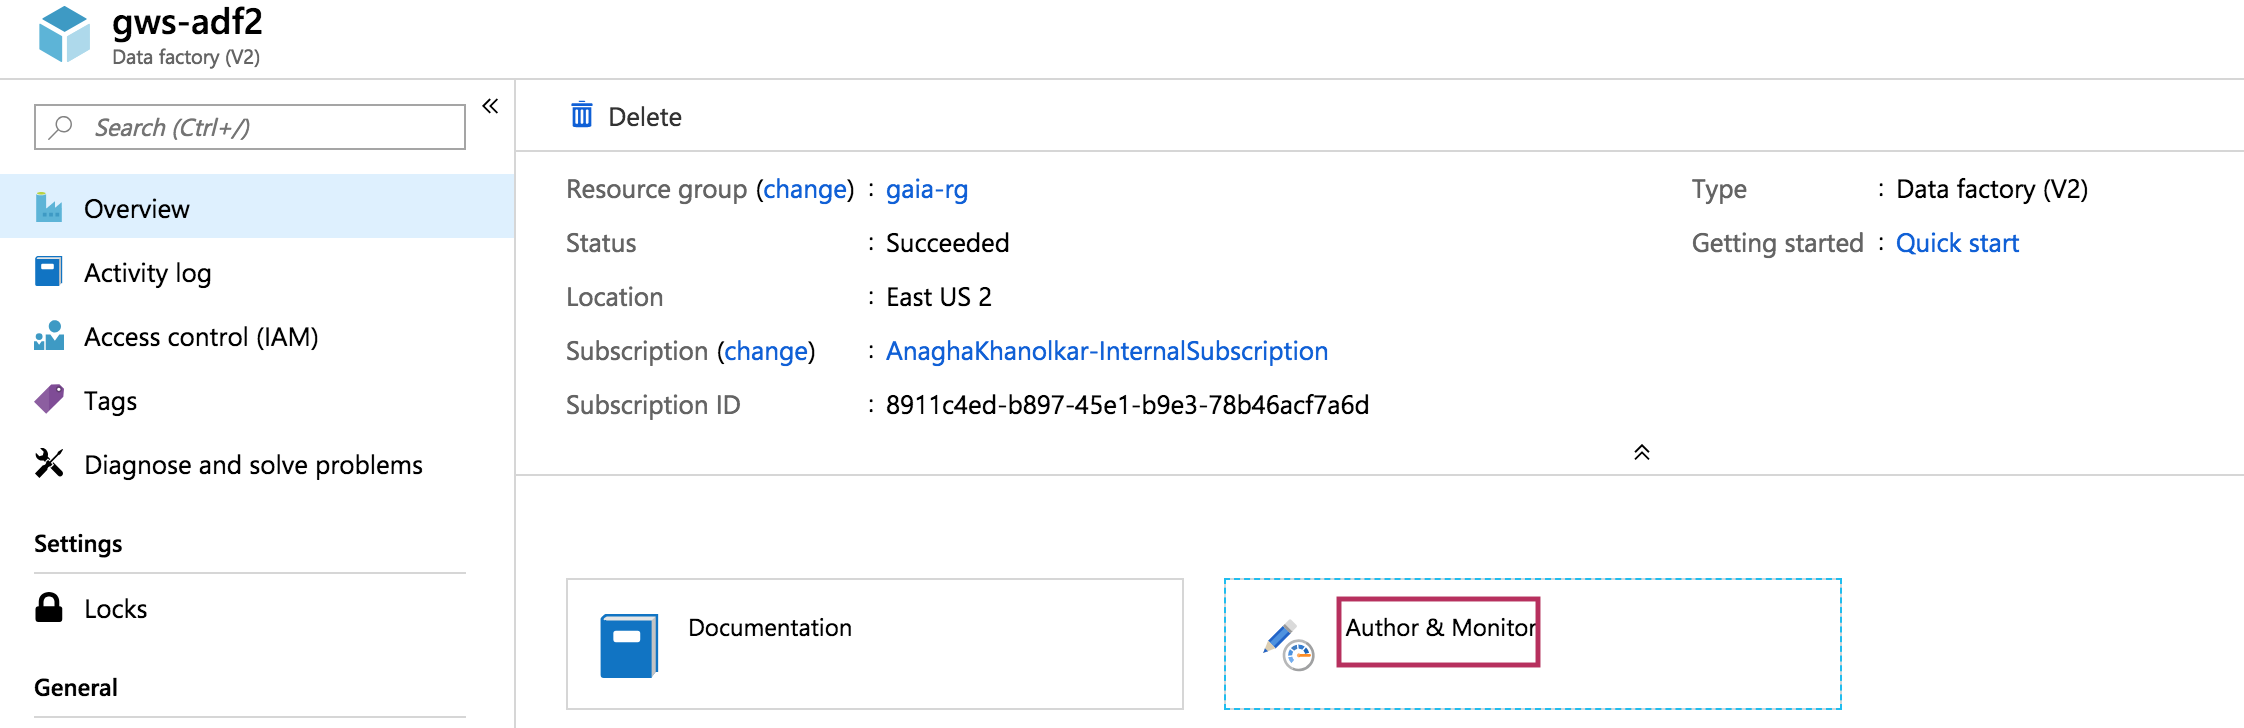 gws-adf2
Data factory (V2)
Search (Ctrl+/)
Overview
Activity log
Access control (IAM)
Tags
Diagnose and solve problems
Settings
Locks
General
Delete
Resource group (change) : gaia-rg
Status : Succeeded
Location : East US 2
Subscription (change) : AnaghaKhanolkar-InternalSubscription
Subscription ID : 8911c4ed-b897-45e1-b9e3-78b46acf7a6d
Type : Data factory (V2)
Getting started : Quick start
Documentation
Author & Monitor